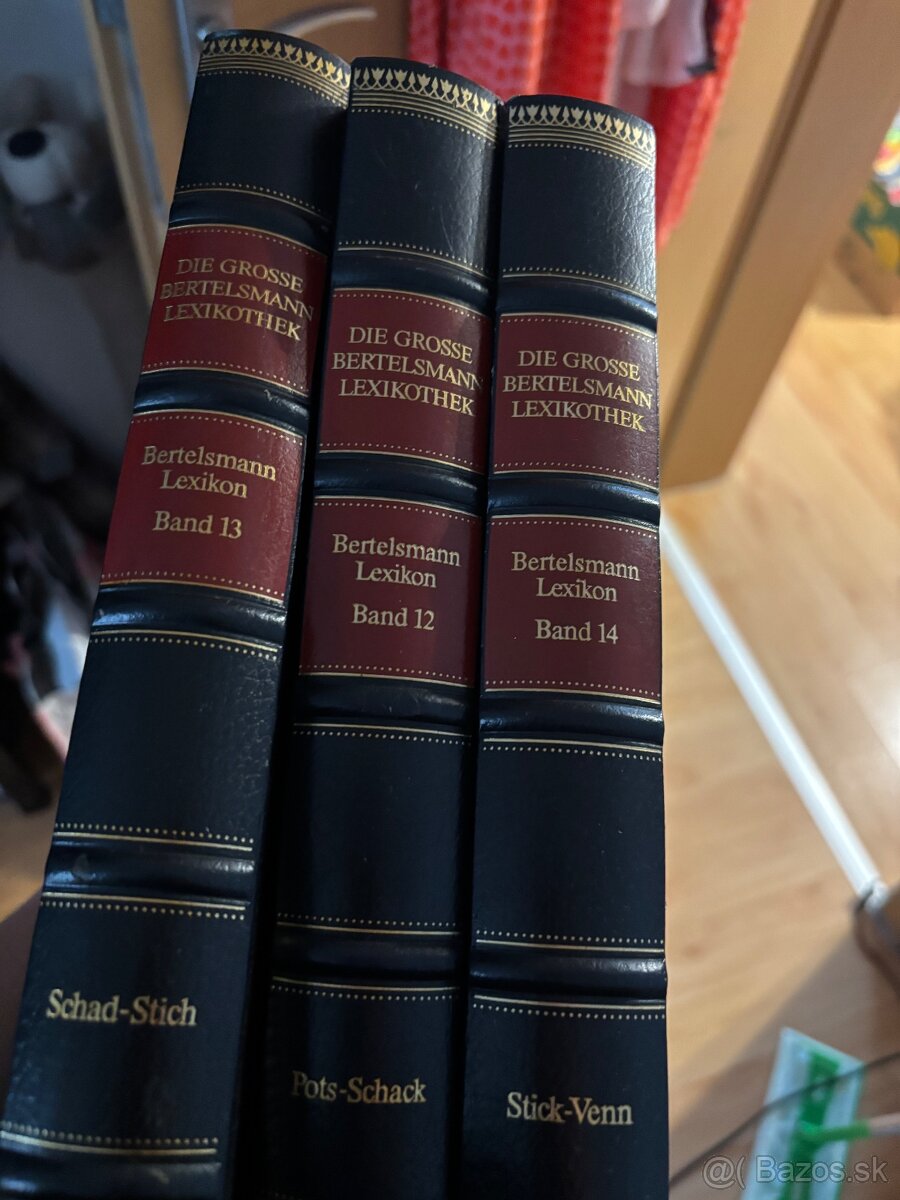 DIE GROSSE
BERTELSMANN
LEXIKOTHEK
Bertelsmann
Lexikon
Band 13
Schad-Stich
DIE GROSSE
BERTELSMANN
LEXIKOTHEK
Bertelsmann
Lexikon
Band 12
Pots-Schack
DIE GROSSE
BERTELSMANN
LEXIKOTHEK
Bertelsmann
Lexikon
Band 14
Stick-Venn
@( Bazos.sk